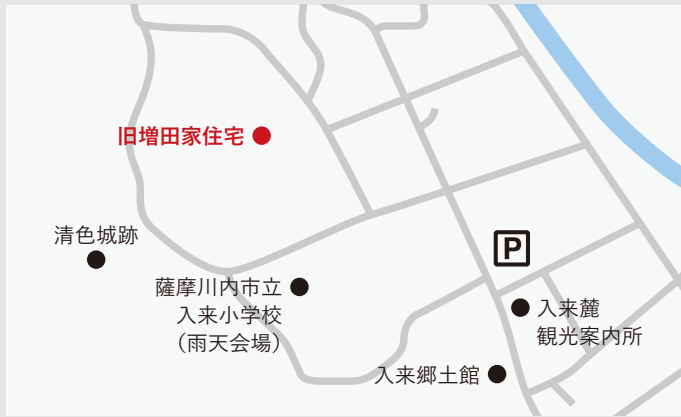 旧増田家住宅
清色城跡
薩摩川内市立
入来小学校
（雨天会場）
P
入来麓
観光案内所
入来郷土館